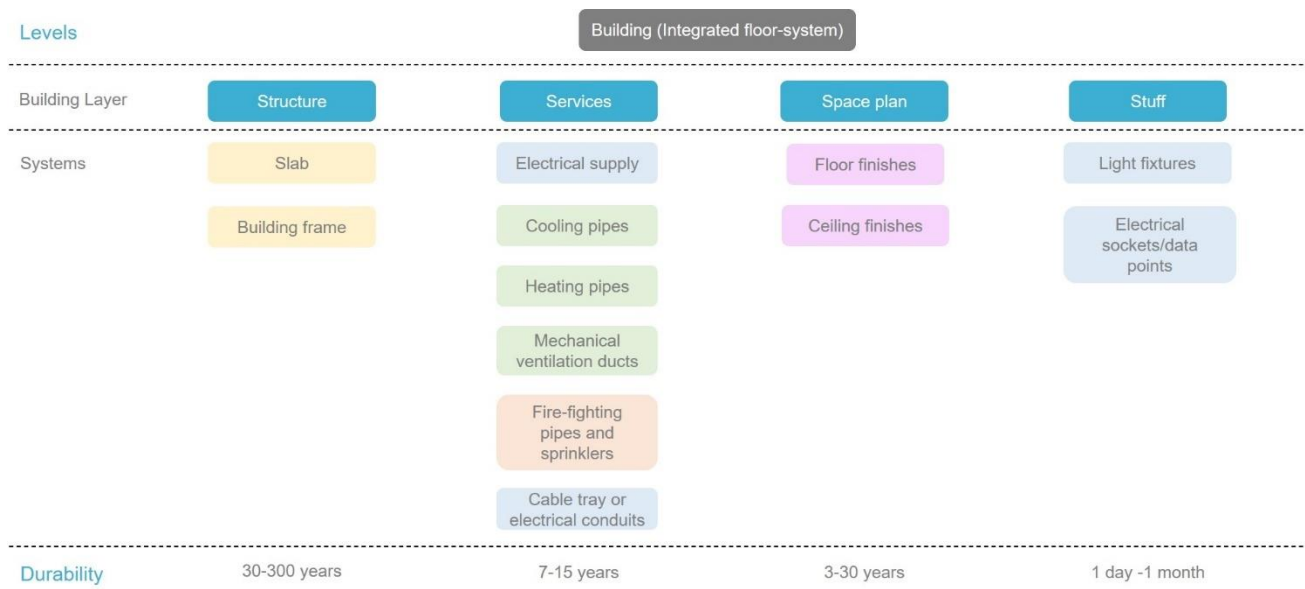 Levels
Building (Integrated floor-system)
Building Layer
Structure
Services
Space plan
Stuff
Systems
Slab
Electrical supply
Floor finishes
Light fixtures
Building frame
Cooling pipes
Ceiling finishes
Electrical
sockets/data
points
Heating pipes
Mechanical
ventilation ducts
Fire-fighting
pipes and
sprinklers
Cable tray or
electrical conduits
Durability
30-300 years
7-15 years
3-30 years
1 day -1 month